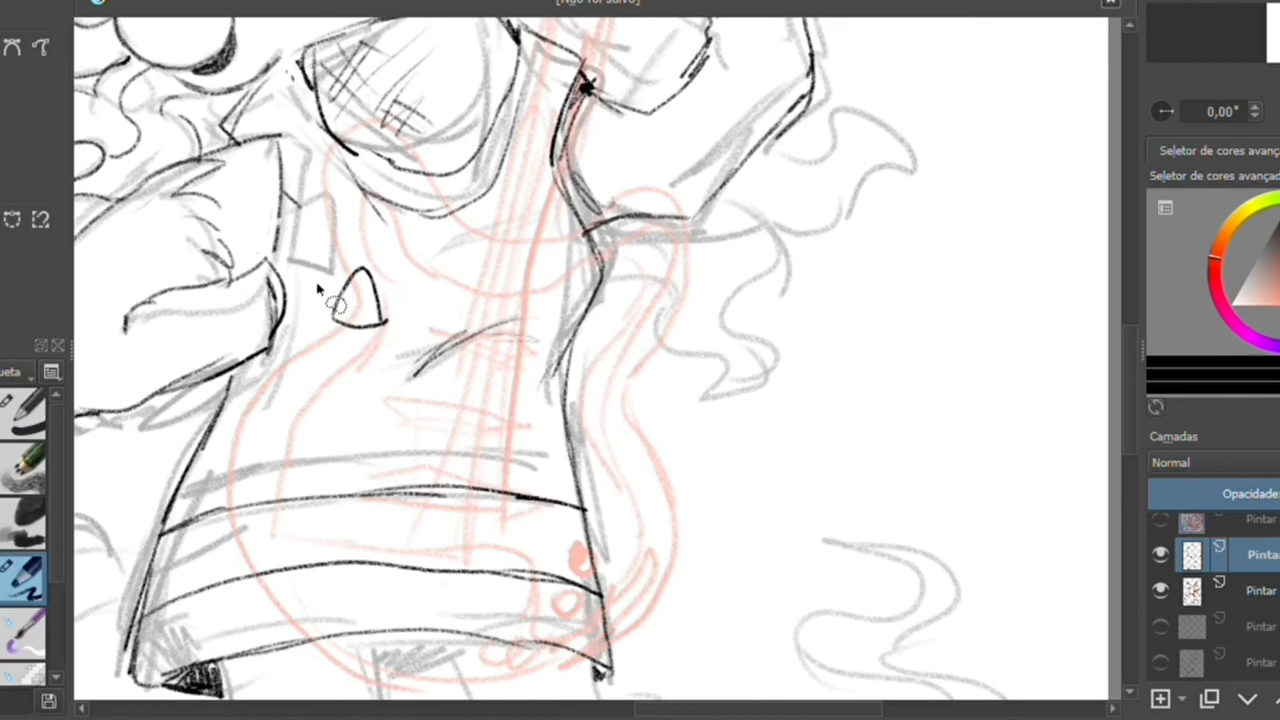 [Não foi salvo]
0,00°
Seletor de cores avança
Seletor de cores avançad
ueta
Camadas
Normal
Opacidade:
Pintar
Pintar
Pintar
Pintar
Pintar